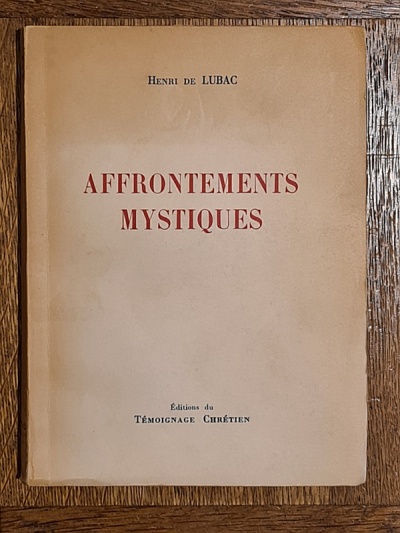 Henri de LUBAC
AFFRONTEMENTS
MYSTIQUES
Éditions du
TÉMOIGNAGE CHRÉTIEN